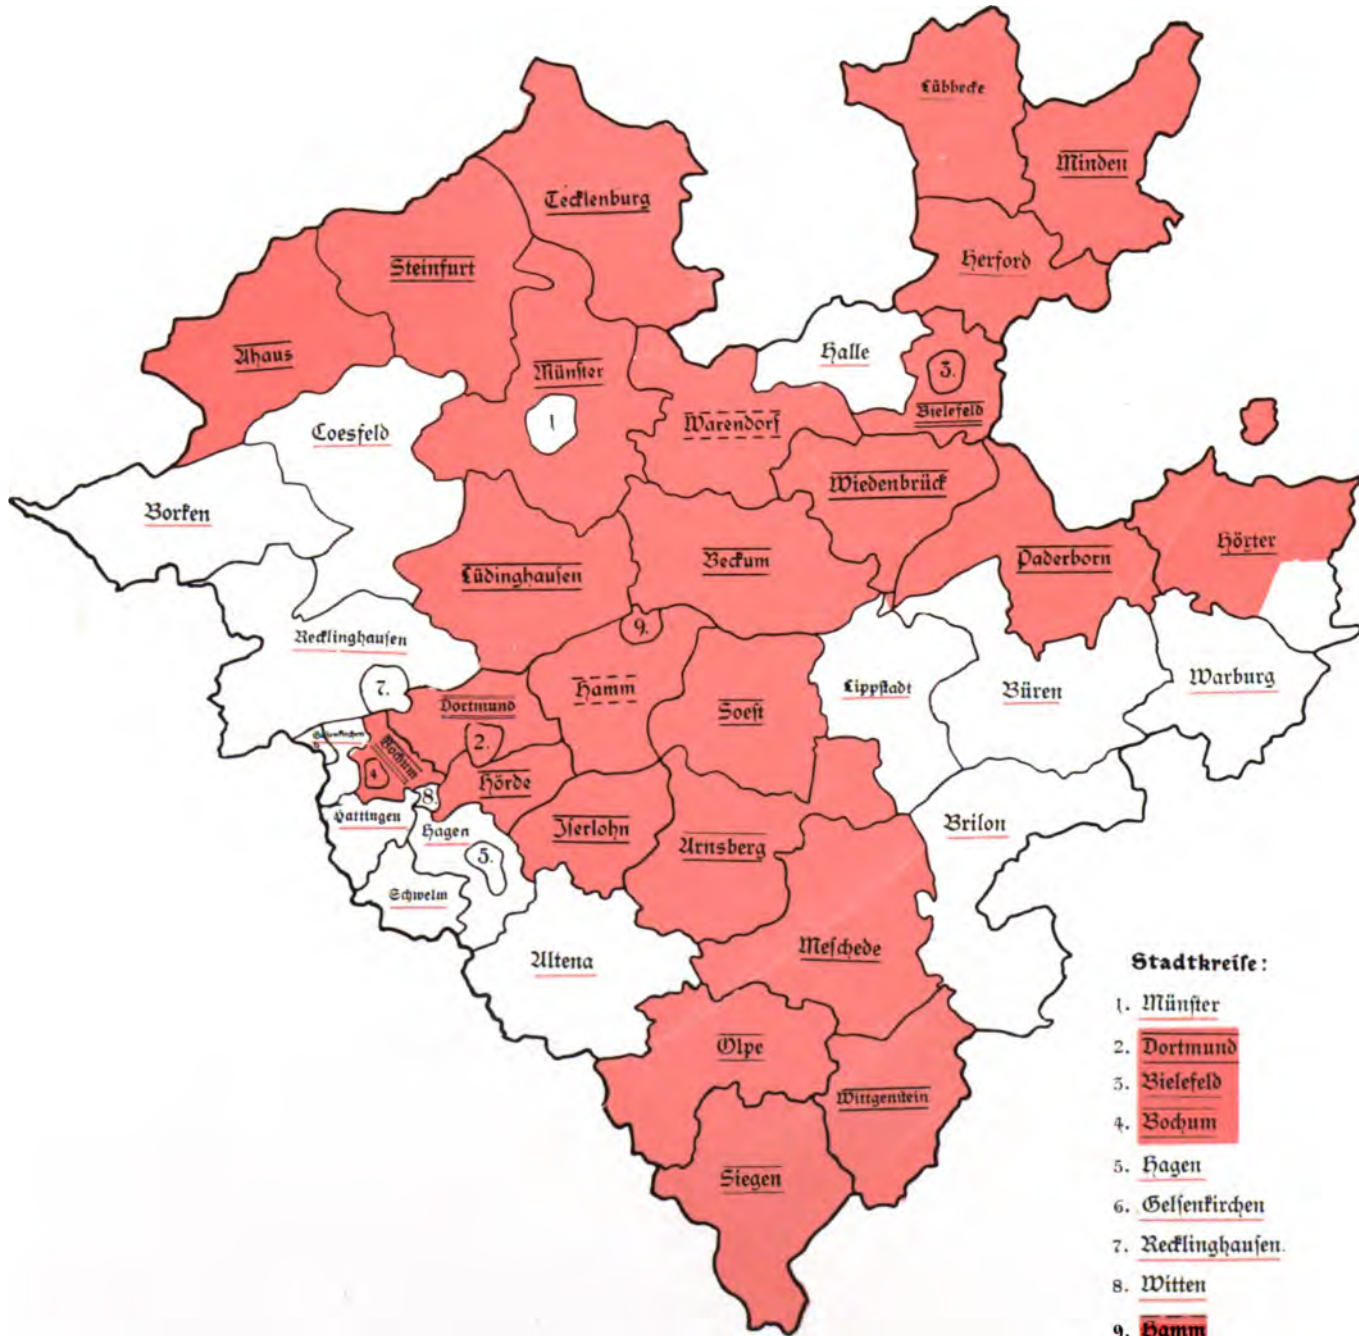 Lübbecke
Minden
Tecklenburg
Herford
Steinfurt
Halle
Ahaus
Münster
3.
Bielefeld
1
Warendorf
Coesfeld
Wiedenbrück
Borken
Höxter
Beckum
Paderborn
Lüdinghausen
9.
Recklinghausen
Warburg
7.
Hamm
Lippstadt
Büren
Dortmund
Soest
Gelsenkirchen
2.
Bochum
4.
Hörde
8.
Hattingen
Hagen
Iserlohn
Brilon
Arnsberg
5.
Schwelm
Meschede
Altena
Olpe
Wittgenstein
Siegen
Stadtkreise:
1. Münster
2. Dortmund
3. Bielefeld
4. Bochum
5. Hagen
6. Gelsenkirchen
7. Recklinghausen.
8. Witten
9. Hamm